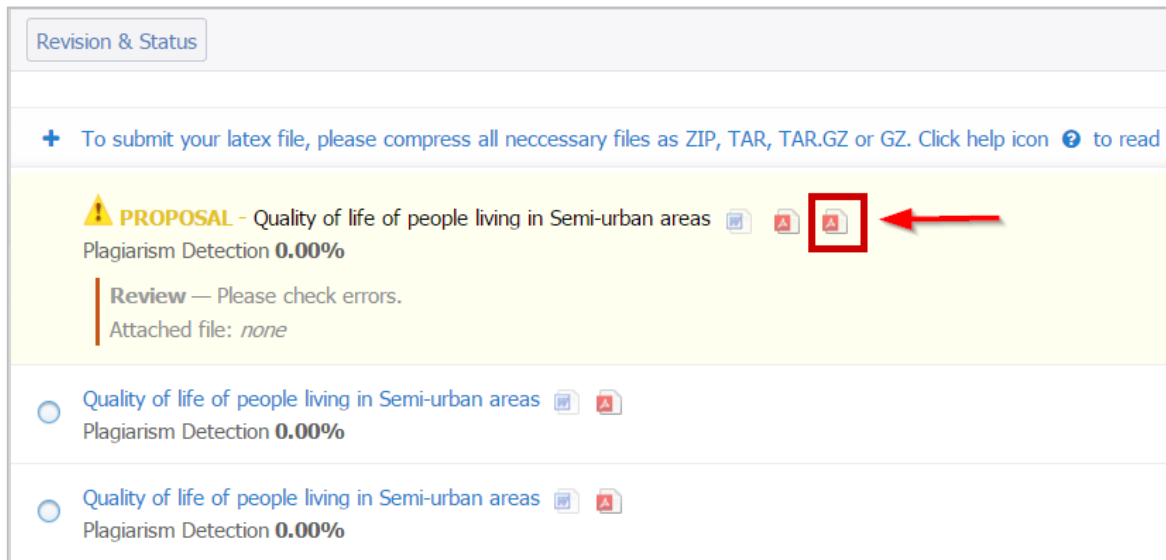 Revision & Status
To submit your latex file, please compress all neccessary files as ZIP, TAR, TAR.GZ or GZ. Click help icon ? to read
PROPOSAL - Quality of life of people living in Semi-urban areas
Plagiarism Detection 0.00%
Review — Please check errors.
Attached file: none
Quality of life of people living in Semi-urban areas
Plagiarism Detection 0.00%
Quality of life of people living in Semi-urban areas
Plagiarism Detection 0.00%